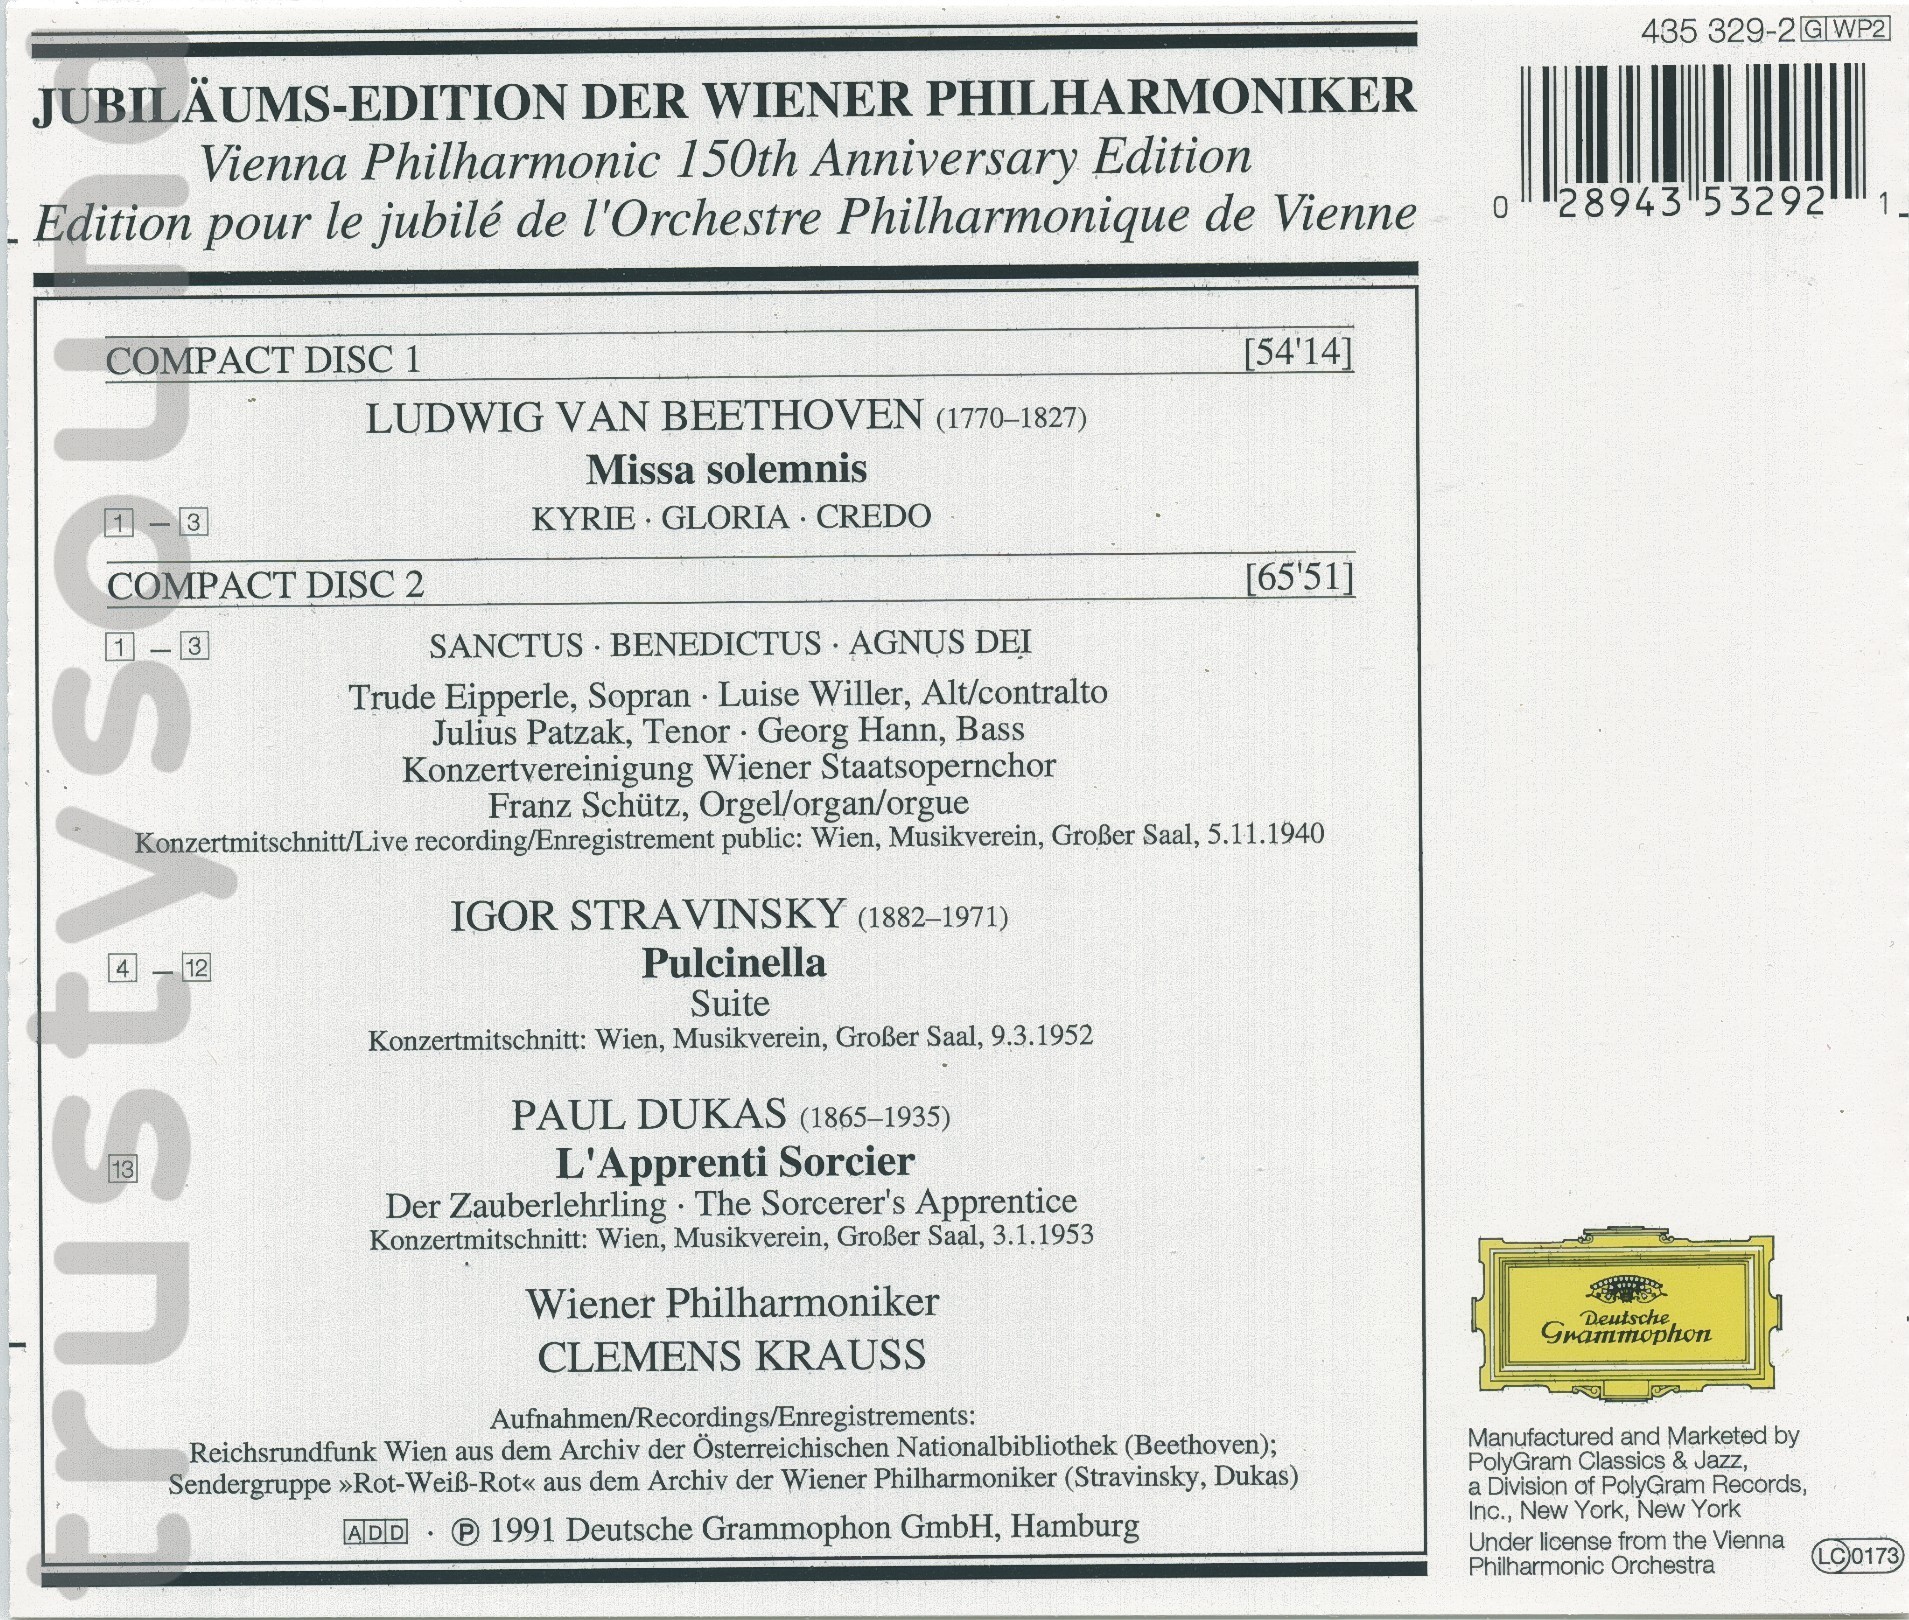 435 329-2 G WP2
JUBILÄUMS-EDITION DER WIENER PHILHARMONIKER
Vienna Philharmonic 150th Anniversary Edition
Edition pour le jubilé de l'Orchestre Philharmonique de Vienne
0 28943 53292 1
COMPACT DISC 1 [54'14]
LUDWIG VAN BEETHOVEN (1770–1827)
Missa solemnis
1 – 3 KYRIE · GLORIA · CREDO
COMPACT DISC 2 [65'51]
1 – 3 SANCTUS · BENEDICTUS · AGNUS DEI
Trude Eipperle, Sopran · Luise Willer, Alt/contralto
Julius Patzak, Tenor · Georg Hann, Bass
Konzertvereinigung Wiener Staatsopernchor
Franz Schütz, Orgel/organ/orgue
Konzertmitschnitt/Live recording/Enregistrement public: Wien, Musikverein, Großer Saal, 5.11.1940
IGOR STRAVINSKY (1882–1971)
4 – 12 Pulcinella
Suite
Konzertmitschnitt: Wien, Musikverein, Großer Saal, 9.3.1952
PAUL DUKAS (1865–1935)
13 L'Apprenti Sorcier
Der Zauberlehrling · The Sorcerer's Apprentice
Konzertmitschnitt: Wien, Musikverein, Großer Saal, 3.1.1953
Wiener Philharmoniker
CLEMENS KRAUSS
Aufnahmen/Recordings/Enregistrements:
Reichsrundfunk Wien aus dem Archiv der Österreichischen Nationalbibliothek (Beethoven);
Sendergruppe »Rot-Weiß-Rot« aus dem Archiv der Wiener Philharmoniker (Stravinsky, Dukas)
ADD · ℗ 1991 Deutsche Grammophon GmbH, Hamburg
Deutsche
Grammophon
Manufactured and Marketed by
PolyGram Classics & Jazz,
a Division of PolyGram Records,
Inc., New York, New York
Under license from the Vienna
Philharmonic Orchestra
LC 0173
trustysound